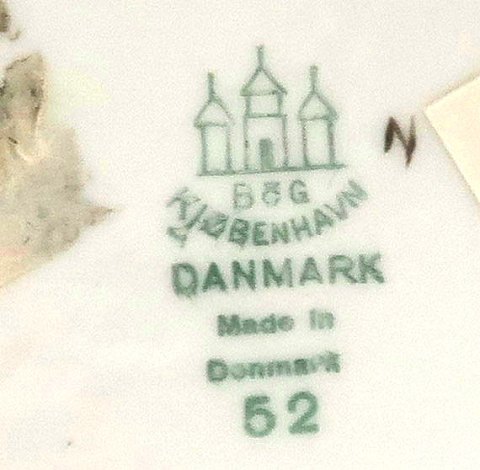 B&G
KJØBENHAVN
DANMARK
Made in
Denmark
52
N